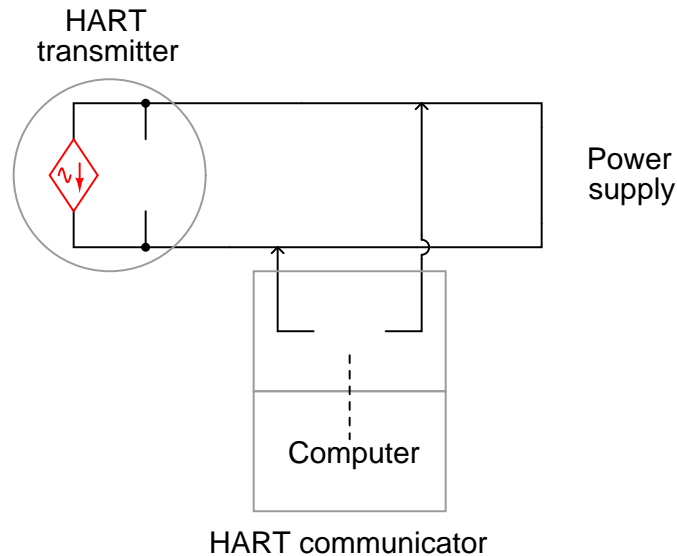 HART
transmitter
Power
supply
Computer
HART communicator